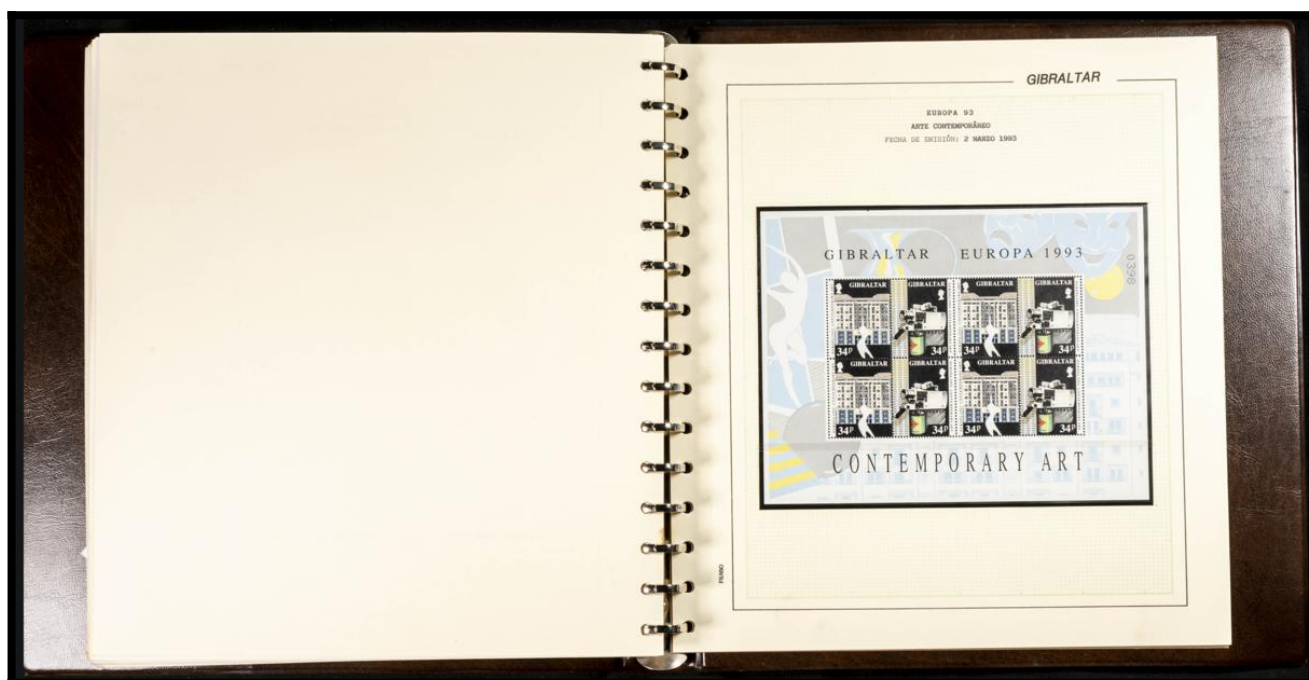 GIBRALTAR
EUROPA 93
ARTE CONTEMPORÁNEO
FECHA DE EMISIÓN: 2 MARZO 1993
GIBRALTAR EUROPA 1993
0398
GIBRALTAR GIBRALTAR GIBRALTAR GIBRALTAR
34P 34P 34P 34P
GIBRALTAR GIBRALTAR GIBRALTAR GIBRALTAR
34P 34P 34P 34P
CONTEMPORARY ART